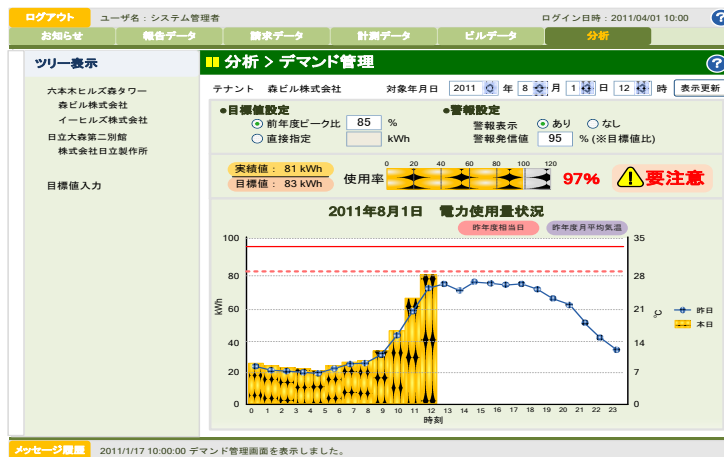 ログアウト ユーザ名：システム管理者 ログイン日時：2011/04/01 10:00 ?
お知らせ 報告データ 請求データ 計測データ ビルデータ 分析
ツリー表示
六本木ヒルズ森タワー
森ビル株式会社
イーヒルズ株式会社
日立大森第二別館
株式会社日立製作所
目標値入力
分析 > デマンド管理 ?
テナント 森ビル株式会社 対象年月日 2011 年 8 月 1 日 12 時 表示更新
●目標値設定 ●警報設定
前年度ピーク比 85 % 警報表示 あり なし
直接指定 kWh 警報発信値 95 % (※目標値比)
実績値： 81 kWh
目標値： 83 kWh
使用率 0 20 40 60 80 100 120 97% 要注意
2011年8月1日 電力使用量状況
昨年度相当日 昨年度月平均気温
100 80 60 40 20 0
kWh
35 28 21 14 7 0
℃
昨日
本日
0 1 2 3 4 5 6 7 8 9 10 11 12 13 14 15 16 17 18 19 20 21 22 23
時刻
メッセージ履歴 2011/1/17 10:00:00 デマンド管理画面を表示しました。